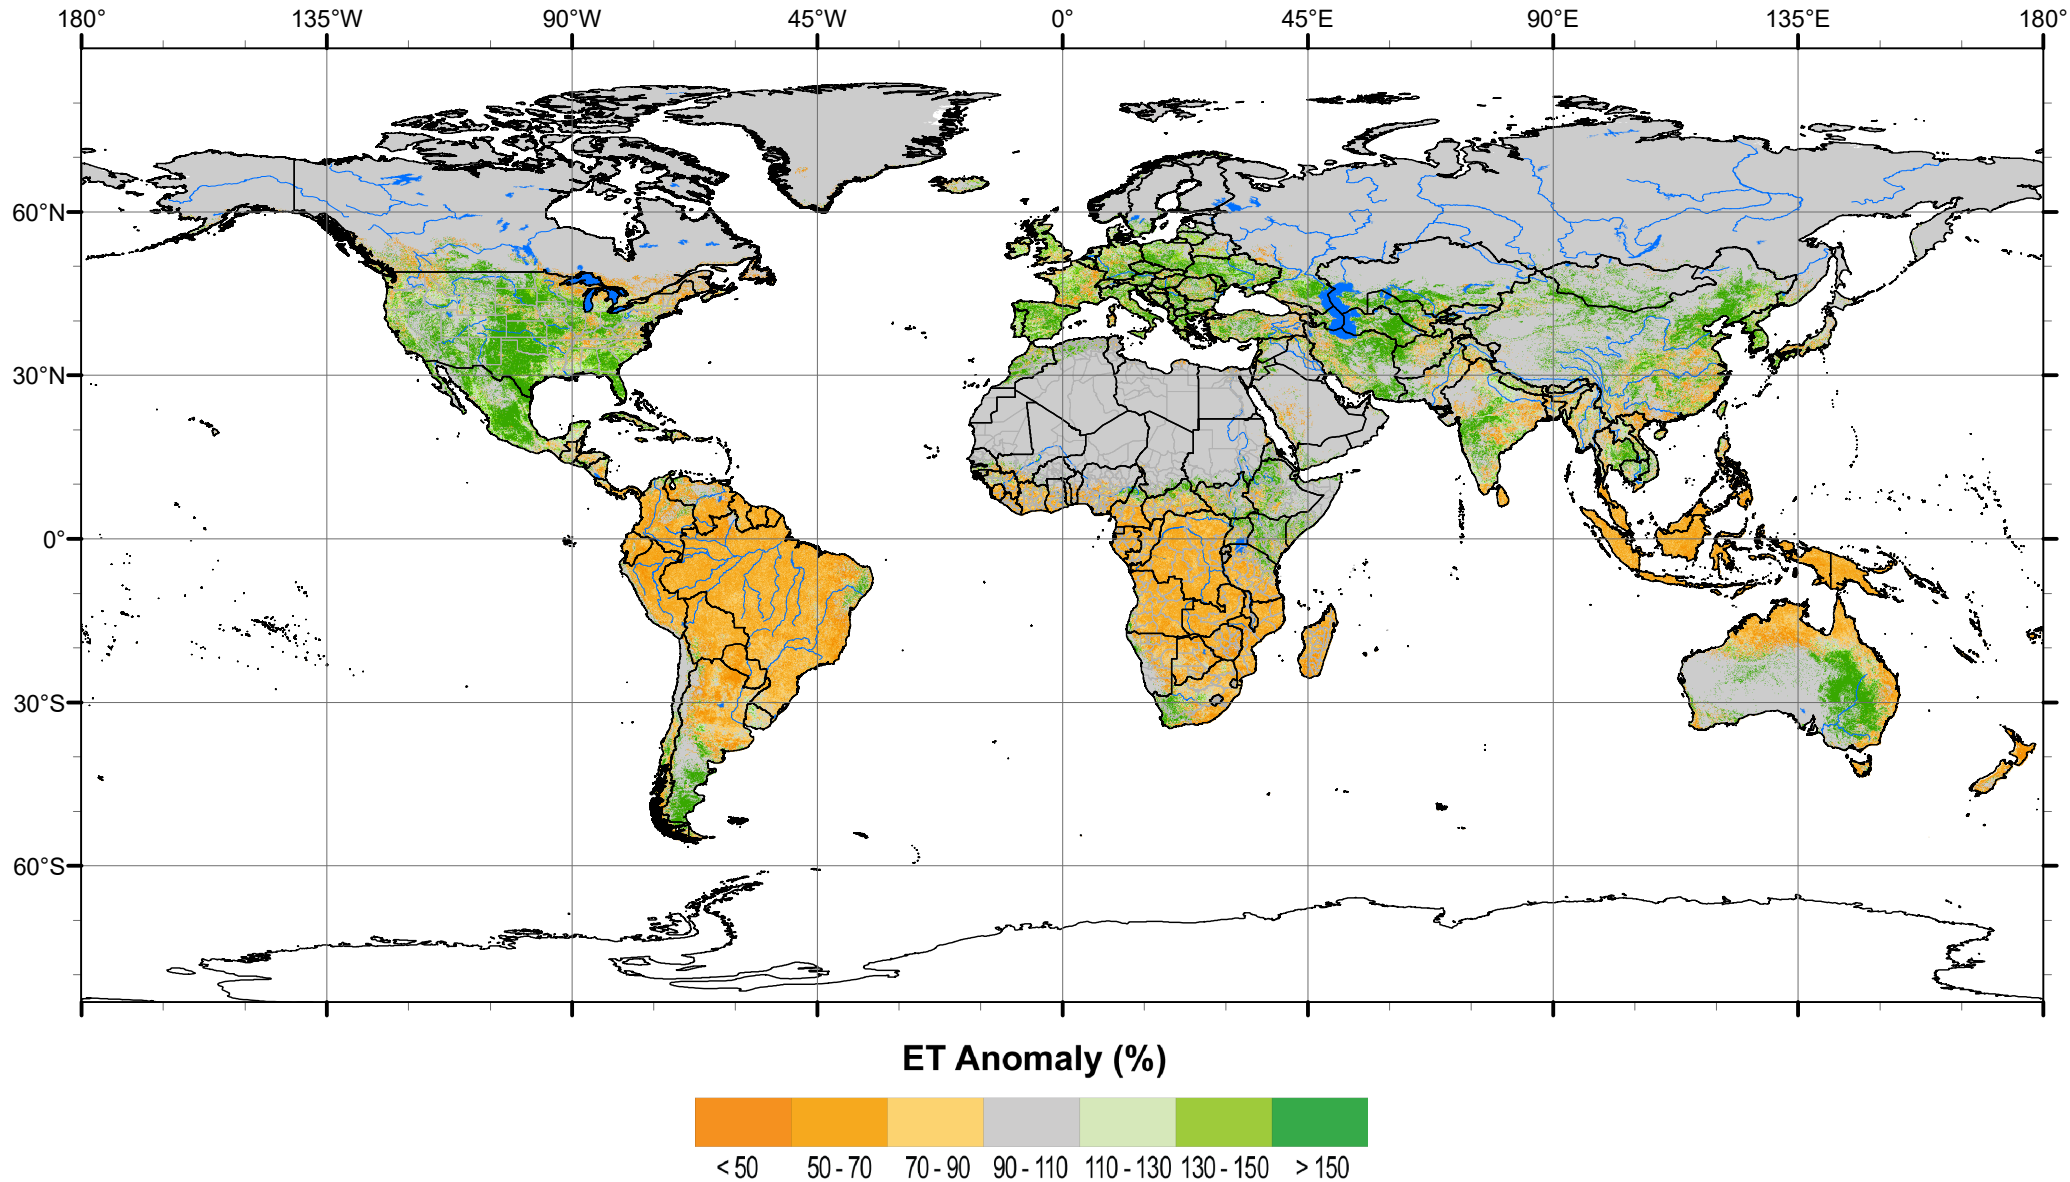 180° 135°W 90°W 45°W 0° 45°E 90°E 135°E 180°
60°N
30°N
0°
30°S
60°S
ET Anomaly (%)
< 50 50 - 70 70 - 90 90 - 110 110 - 130 130 - 150 > 150